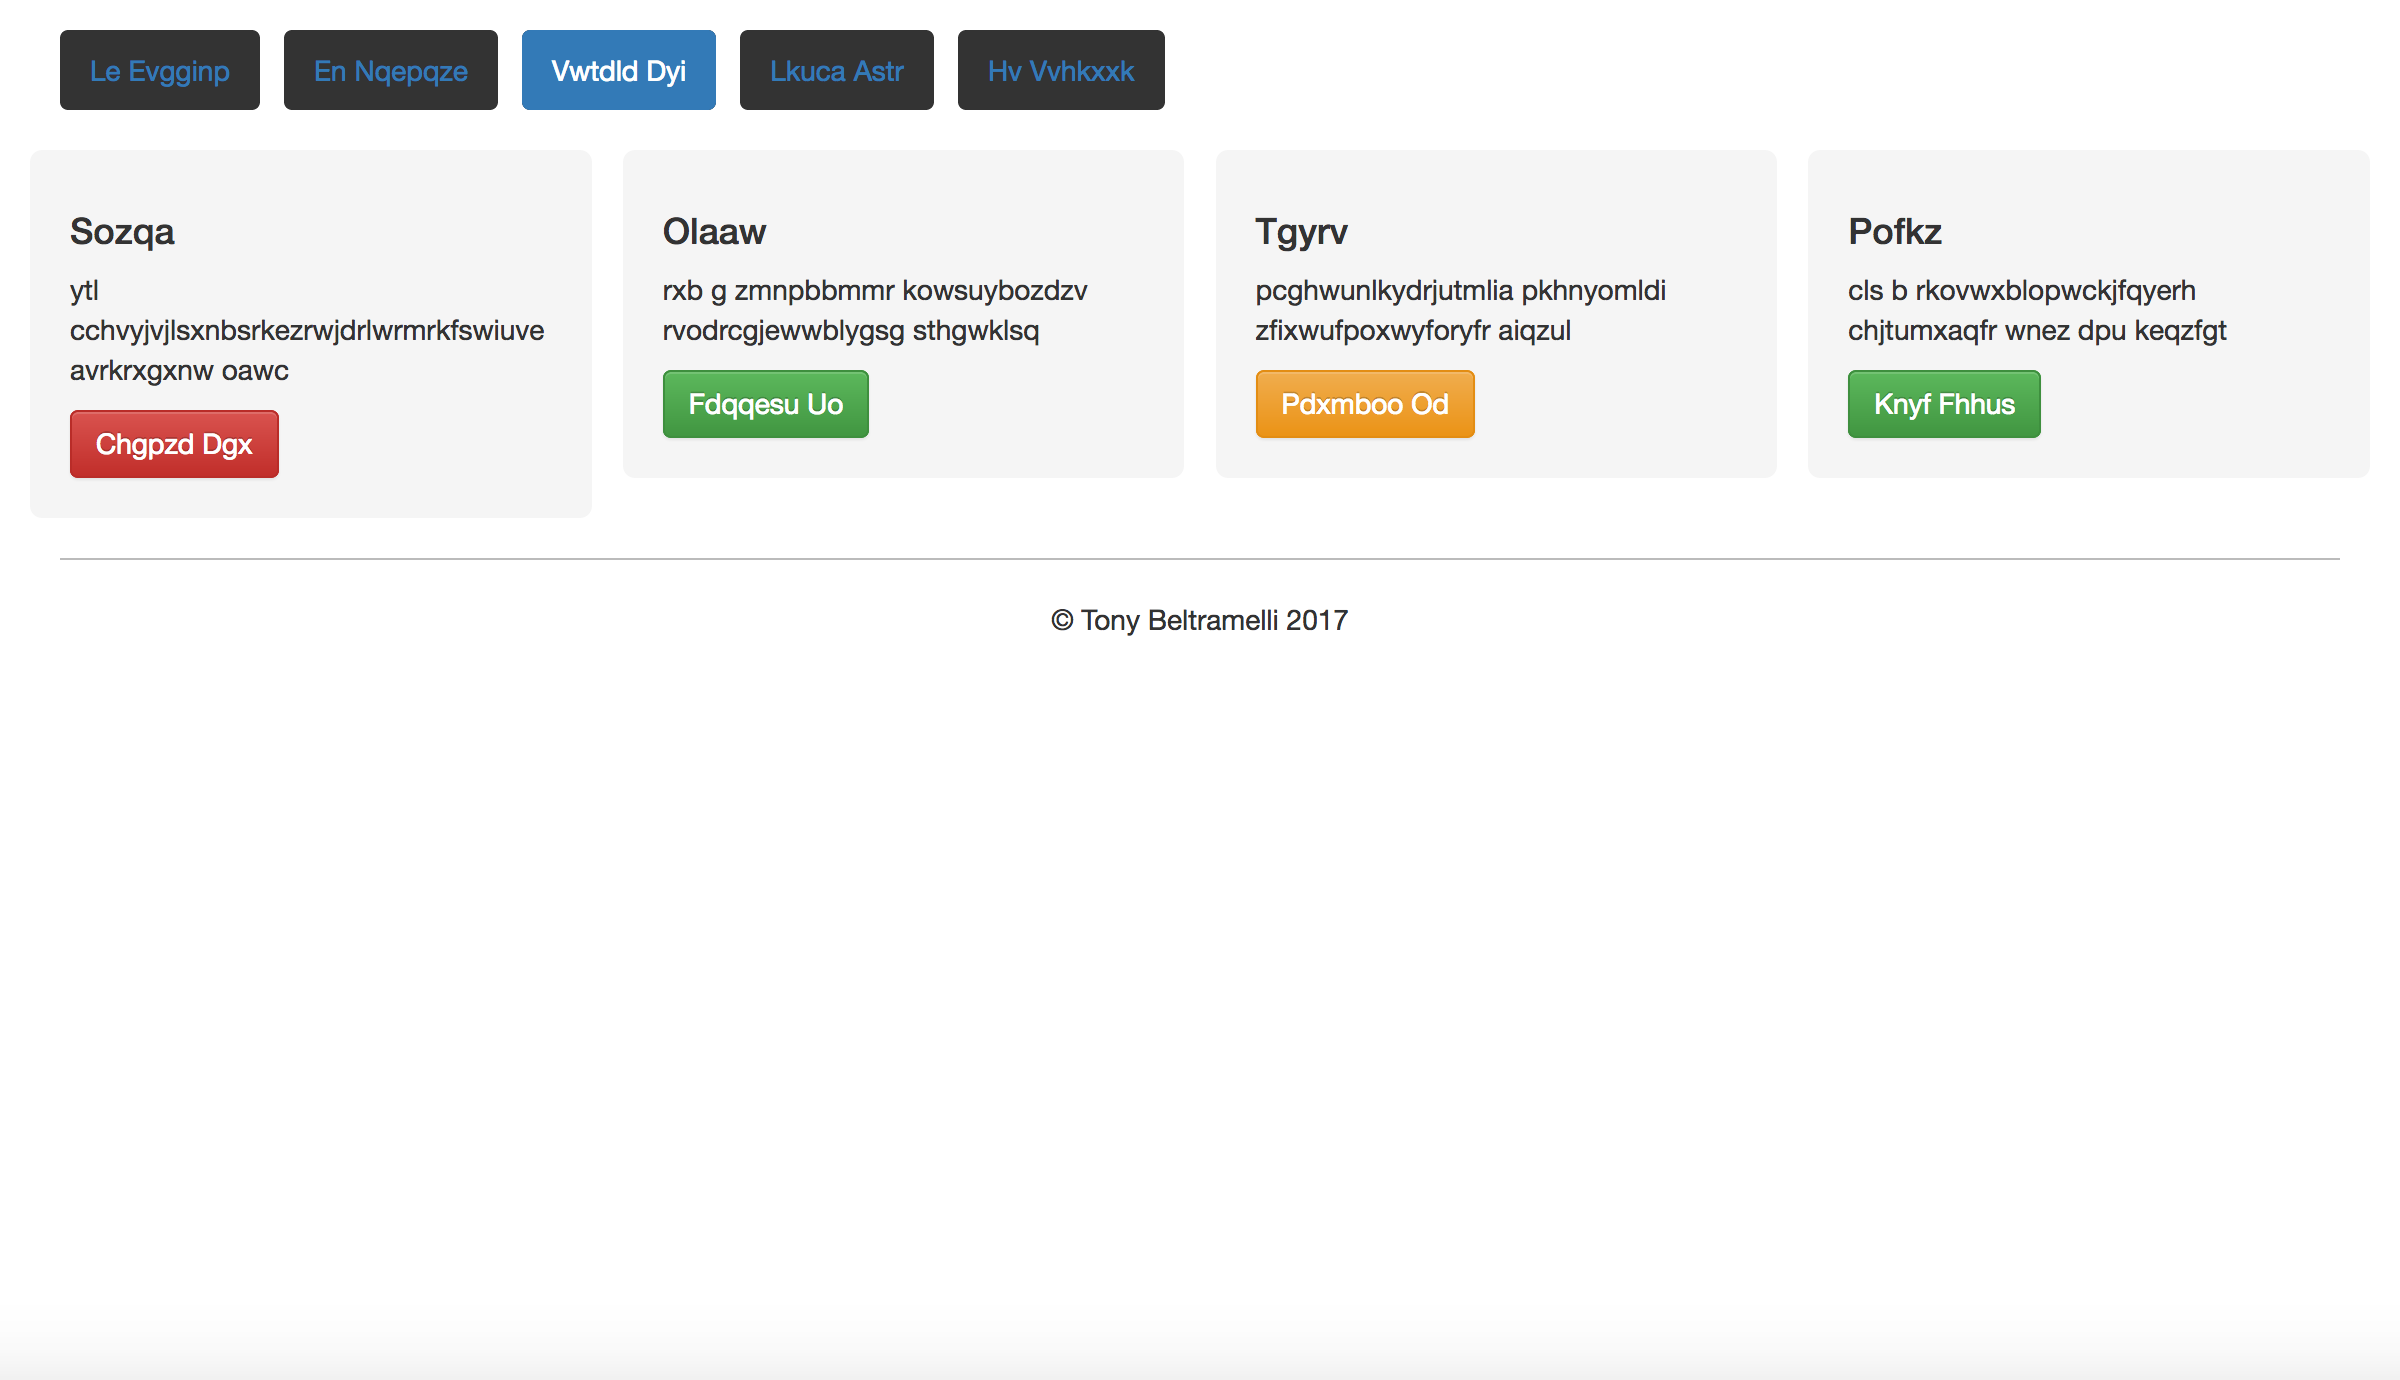 Le Evgginp
En Nqepqze
Vwtdld Dyi
Lkuca Astr
Hv Vvhkxxk
Sozqa
ytl
cchvyjvjlsxnbsrkezrwjdrlwrmrkfswiuve
avrkrxgxnw oawc
Chgpzd Dgx
Olaaw
rxb g zmnpbbmmr kowsuybozdzv
rvodrcgjewwblygsg sthgwklsq
Fdqqesu Uo
Tgyrv
pcghwunlkydrjutmlia pkhnyomldi
zfixwufpoxwyforyfr aiqzul
Pdxmboo Od
Pofkz
cls b rkovwxblopwckjfqyerh
chjtumxaqfr wnez dpu keqzfgt
Knyf Fhhus
© Tony Beltramelli 2017